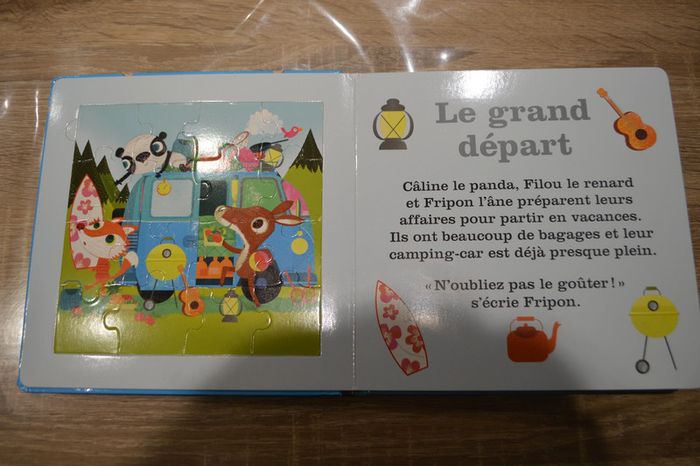 Le grand
départ
Câline le panda, Filou le renard
et Fripon l'âne préparent leurs
affaires pour partir en vacances.
Ils ont beaucoup de bagages et leur
camping-car est déjà presque plein.
« N'oubliez pas le goûter ! »
s'écrie Fripon.